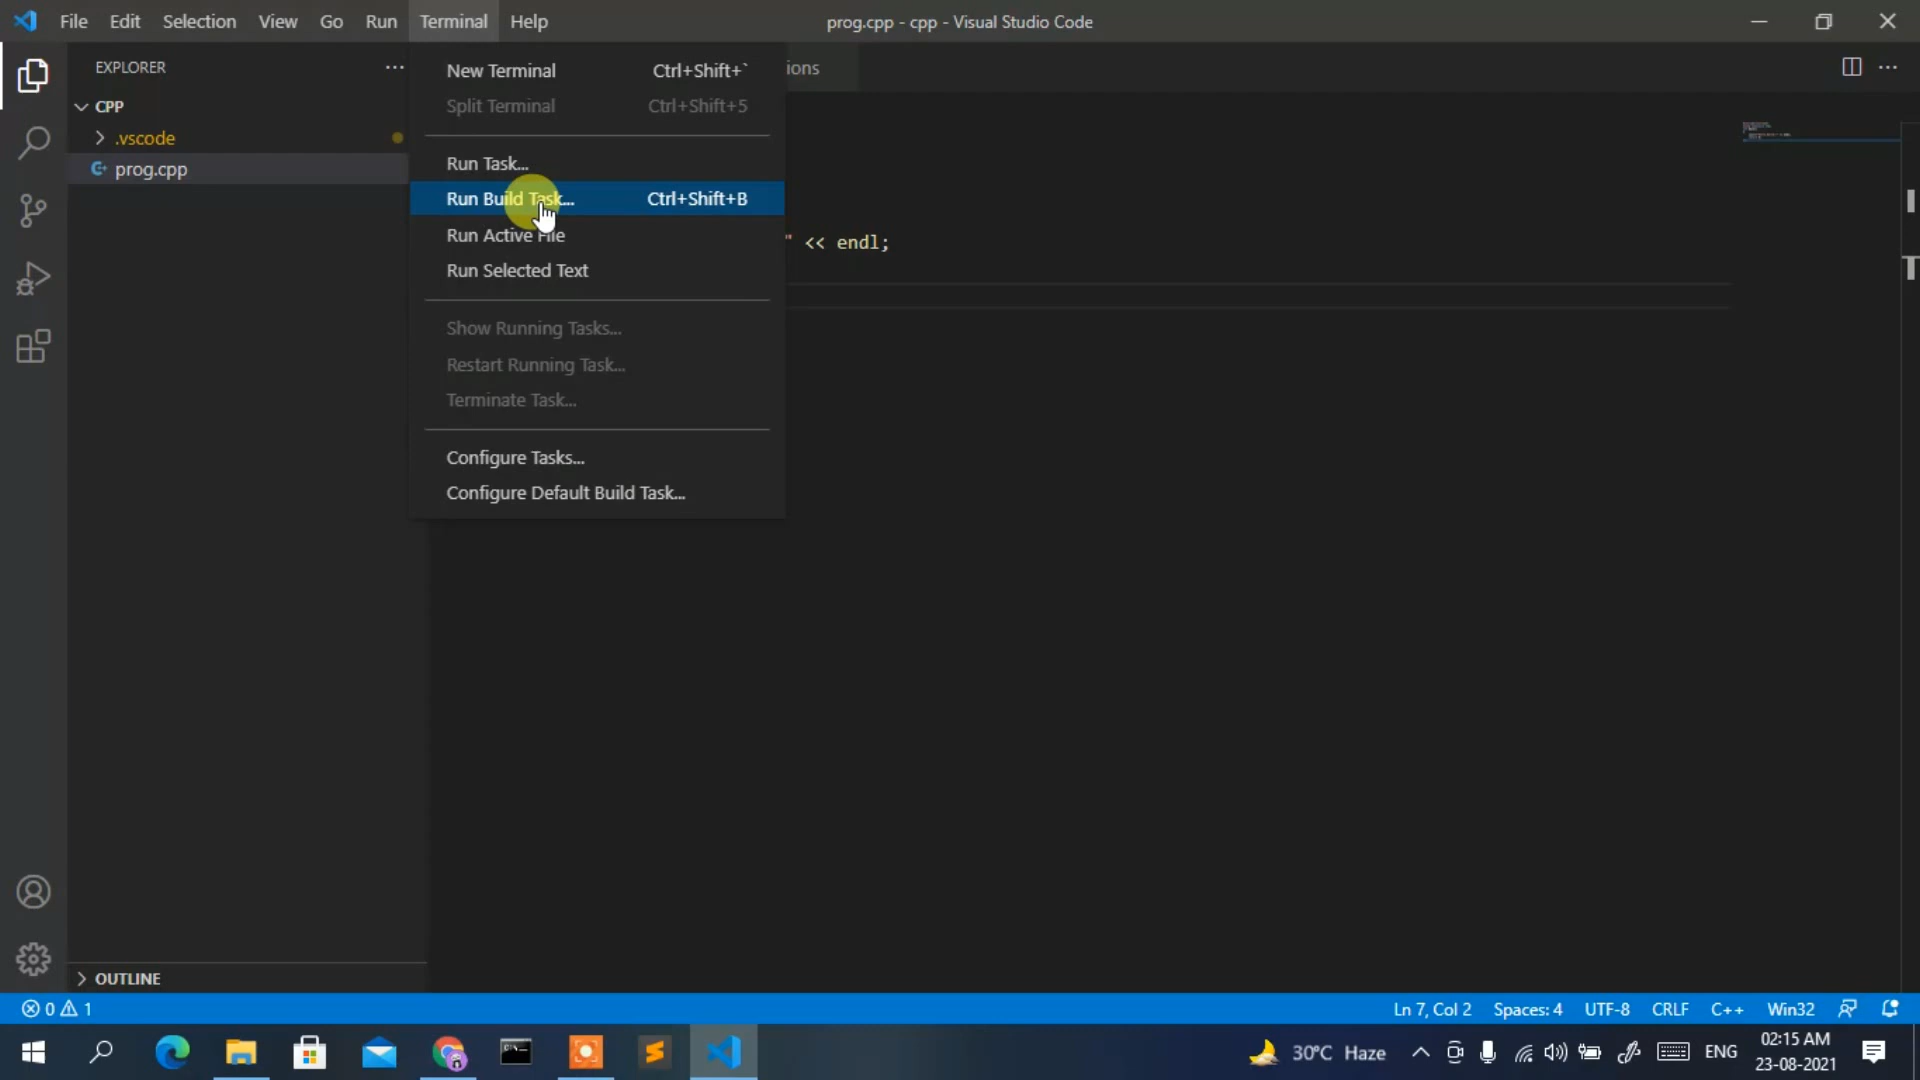 File Edit Selection View Go Run Terminal Help prog.cpp - cpp - Visual Studio Code
EXPLORER
CPP
.vscode
prog.cpp
New Terminal Ctrl+Shift+`
Split Terminal Ctrl+Shift+5
Run Task...
Run Build Task... Ctrl+Shift+B
Run Active File
Run Selected Text
Show Running Tasks...
Restart Running Task...
Terminate Task...
Configure Tasks...
Configure Default Build Task...
ions
" << endl;
OUTLINE
0 1
Ln 7, Col 2 Spaces: 4 UTF-8 CRLF C++ Win32
30°C Haze ENG
02:15 AM
23-08-2021